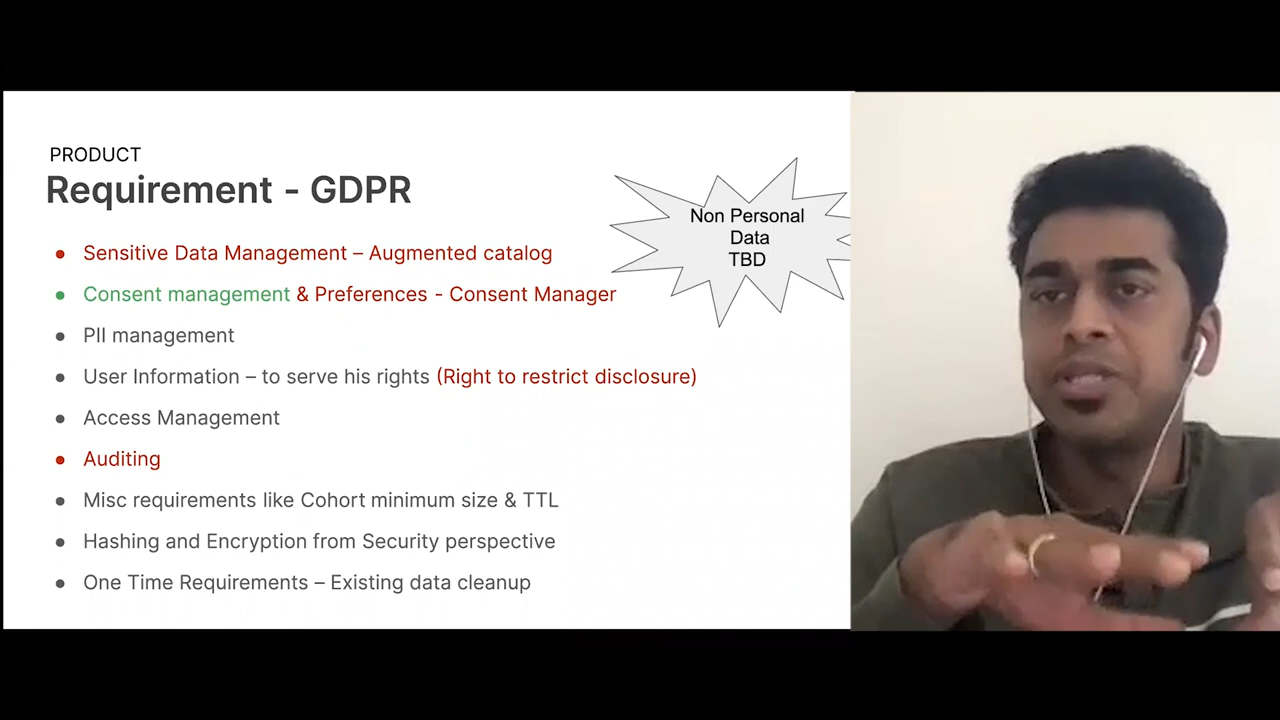 PRODUCT
Requirement - GDPR
Non Personal
Data
TBD
Sensitive Data Management – Augmented catalog
Consent management & Preferences - Consent Manager
PII management
User Information – to serve his rights (Right to restrict disclosure)
Access Management
Auditing
Misc requirements like Cohort minimum size & TTL
Hashing and Encryption from Security perspective
One Time Requirements – Existing data cleanup